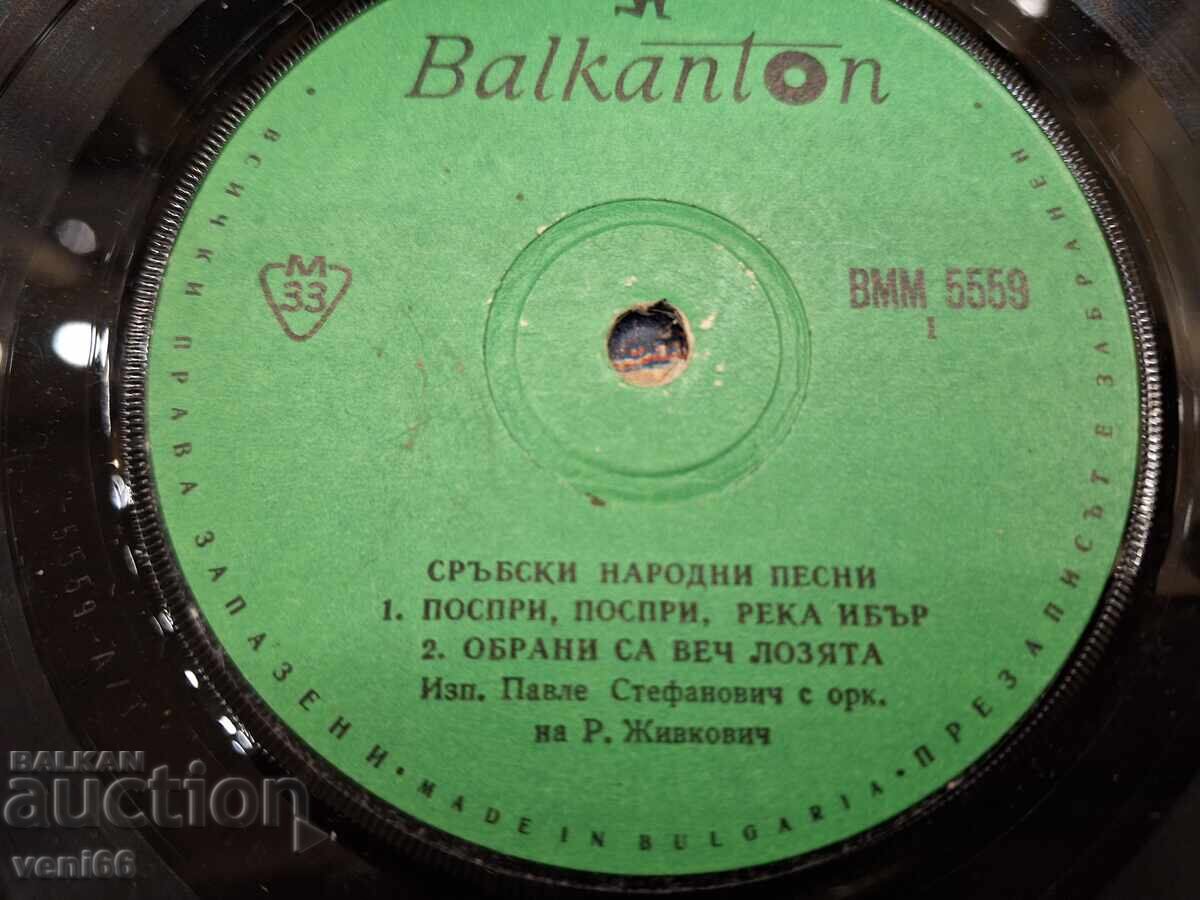 Balkanton
M
33
BMM 5559
I
СРЪБСКИ НАРОДНИ ПЕСНИ
1. ПОСПРИ, ПОСПРИ, РЕКА ИБЪР
2. ОБРАНИ СА ВЕЧ ЛОЗЯТА
Изп. Павле Стефанович с орк.
на Р. Живкович
ВСИЧКИ ПРАВА ЗАПАЗЕНИ • MADE IN BULGARIA • ПРЕЗАПИСЪТ Е ЗАБРАНЕН
BALKAN
auction
veni66